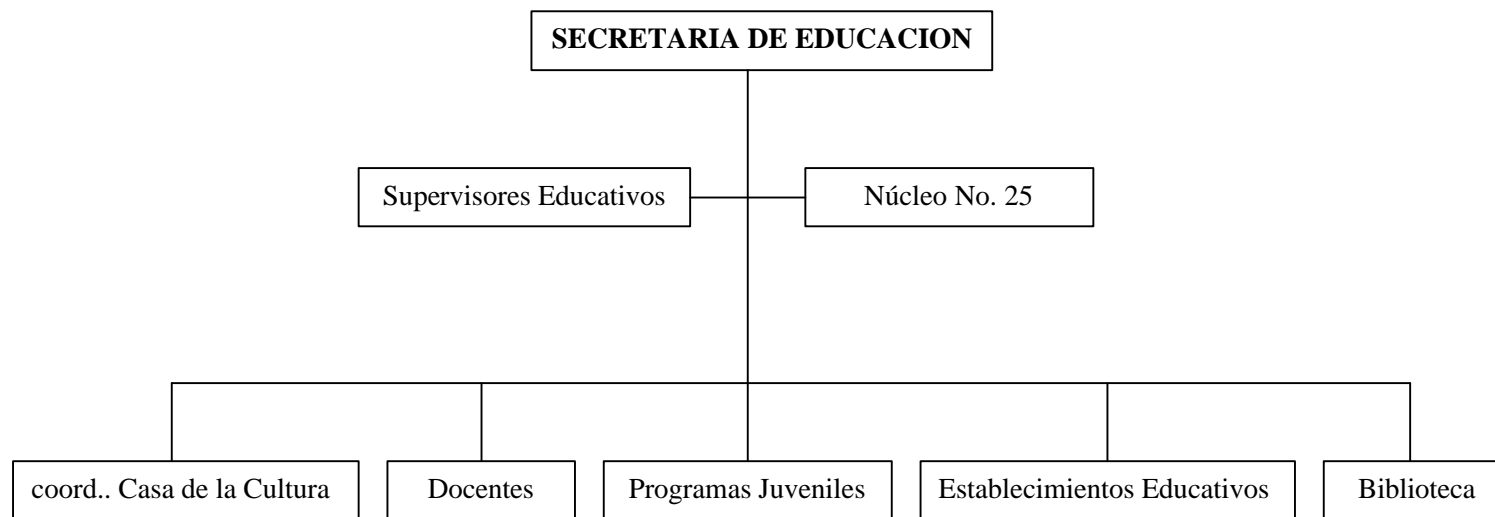 SECRETARIA DE EDUCACION
Supervisores Educativos
Núcleo No. 25
coord.. Casa de la Cultura
Docentes
Programas Juveniles
Establecimientos Educativos
Biblioteca